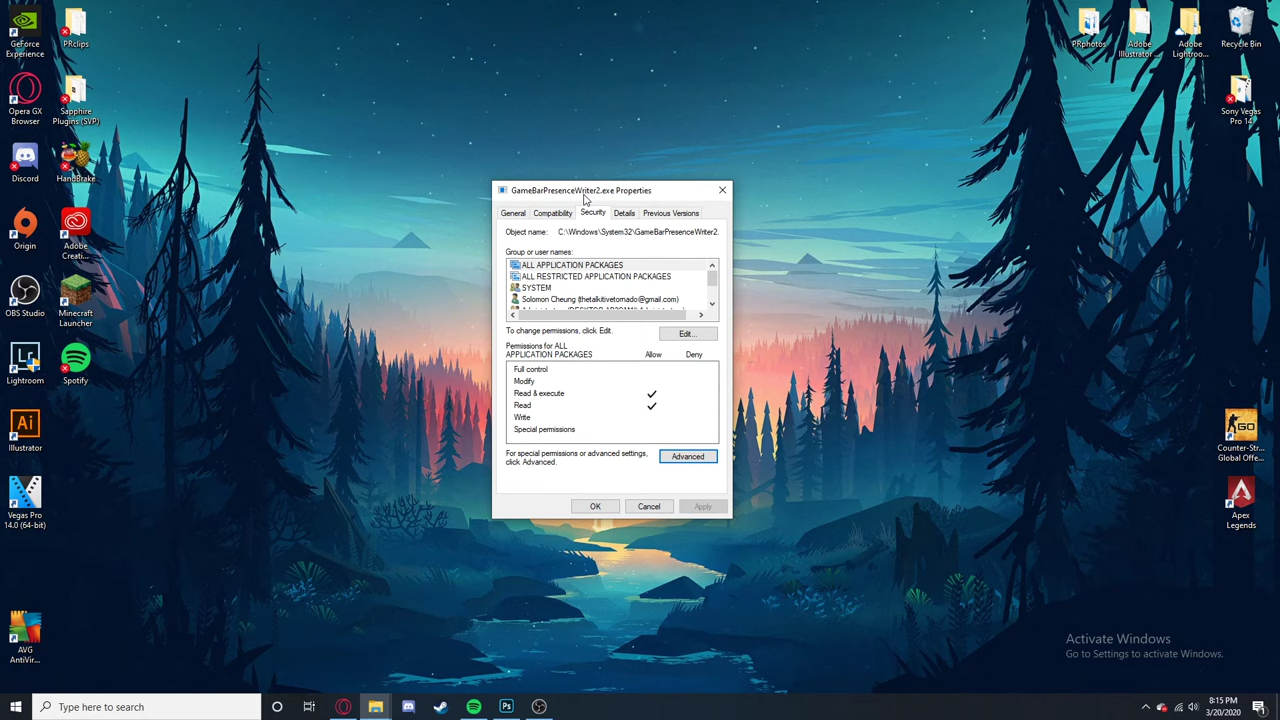 GeForce
Experience
PRclips
Opera GX
Browser
Sapphire
Plugins (SVP)
Discord
HandBrake
Origin
Adobe
Creati...
OBS Studio
Minecraft
Launcher
Lightroom
Spotify
Illustrator
Vegas Pro
14.0 (64-bit)
AVG
AntiVir...
PRphotos
Adobe
Illustrator ...
Adobe
Lightroo...
Recycle Bin
Sony Vegas
Pro 14
Counter-Str...
Global Offe...
Apex
Legends
GameBarPresenceWriter2.exe Properties
General
Compatibility
Security
Details
Previous Versions
Object name: C:\Windows\System32\GameBarPresenceWriter2.
Group or user names:
ALL APPLICATION PACKAGES
ALL RESTRICTED APPLICATION PACKAGES
SYSTEM
Solomon Cheung (thetalkitivetornado@gmail.com)
To change permissions, click Edit.
Edit...
Permissions for ALL
APPLICATION PACKAGES
Allow
Deny
Full control
Modify
Read & execute
Read
Write
Special permissions
For special permissions or advanced settings,
click Advanced.
Advanced
OK
Cancel
Apply
Activate Windows
Go to Settings to activate Windows.
Type here to search
8:15 PM
3/20/2020